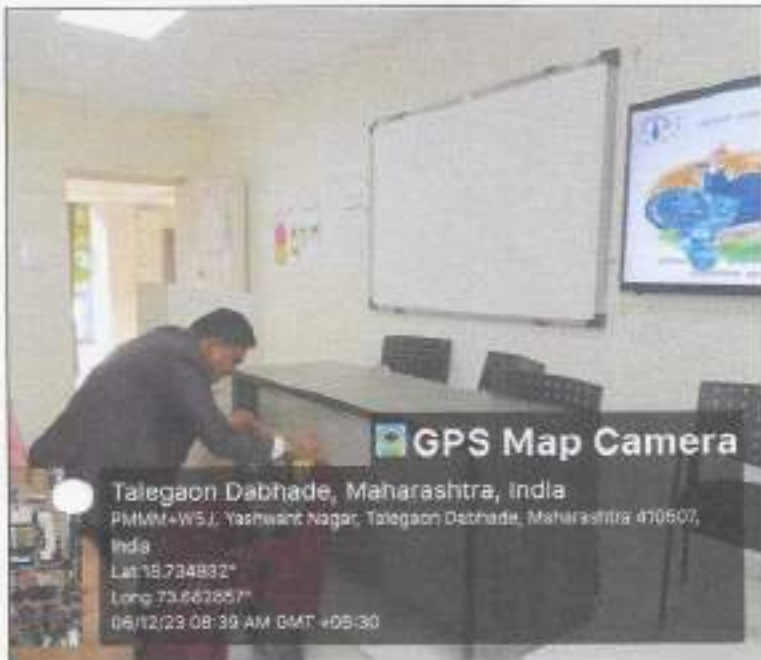 GPS Map Camera
Talegaon Dabhade, Maharashtra, India
PMMM+W5J, Yashwant Nagar, Talegaon Dabhade, Maharashtra 410507,
India
Lat 18.734832°
Long 73.682857°
06/12/23 08:39 AM GMT +05:30